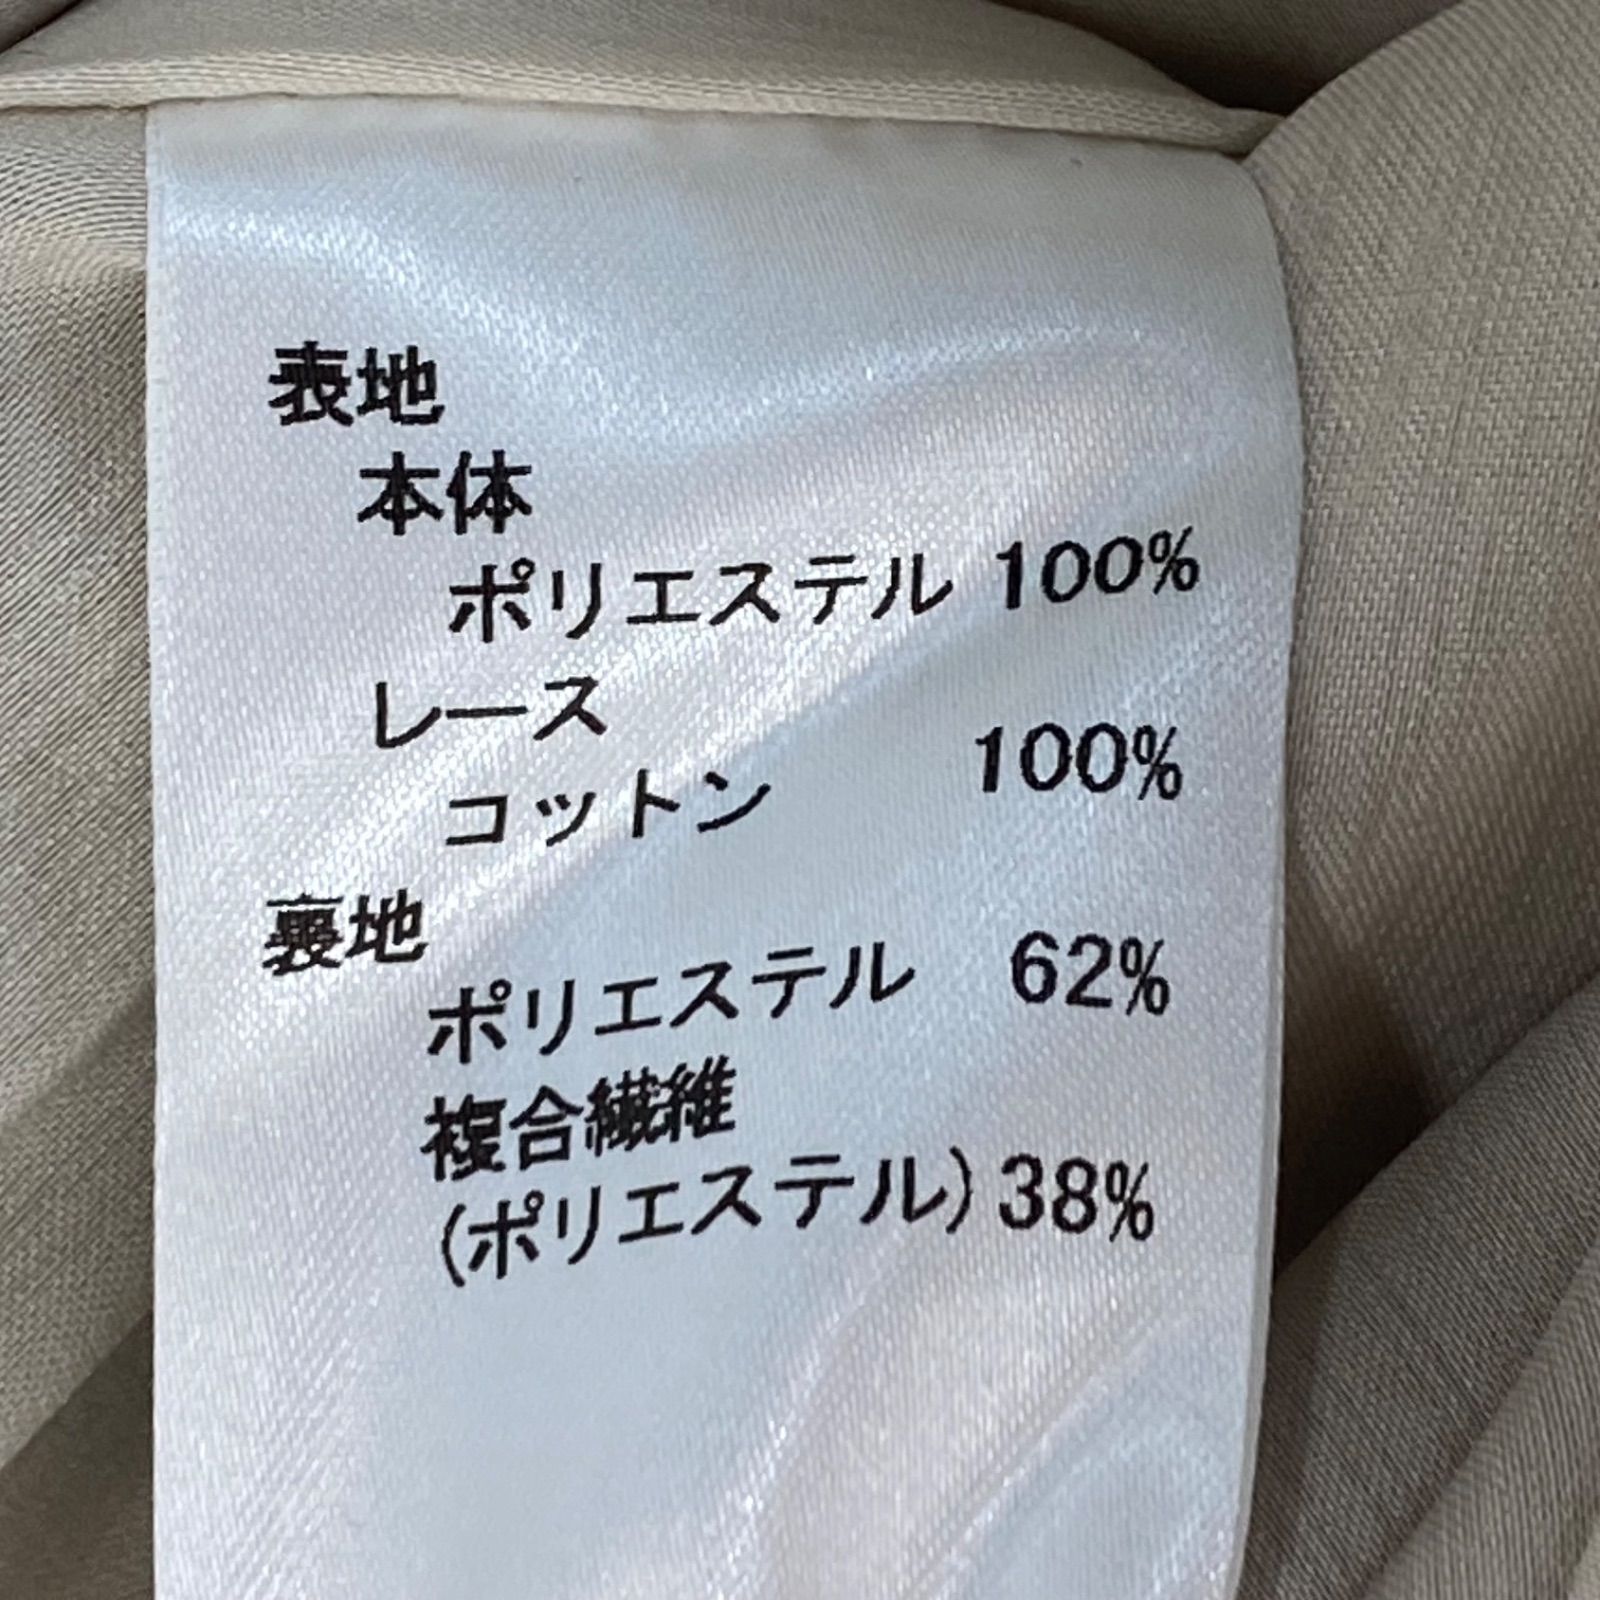 表地
本体
ポリエステル 100%
レース
コットン 100%
裏地
ポリエステル 62%
複合繊維
(ポリエステル) 38%